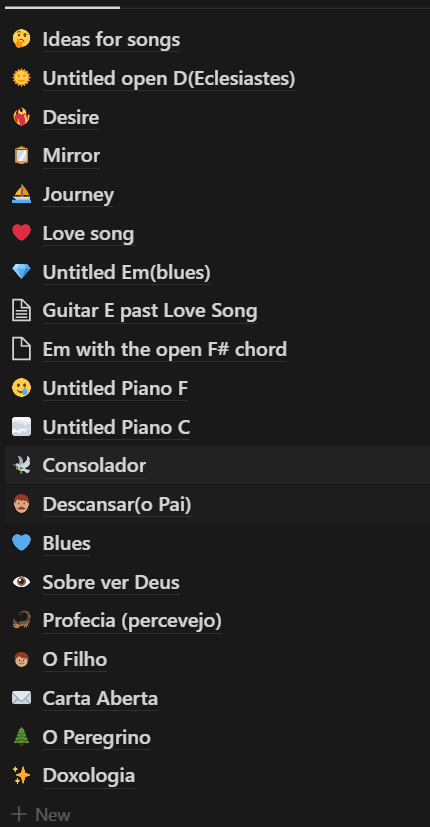 Ideas for songs
Untitled open D(Eclesiastes)
Desire
Mirror
Journey
Love song
Untitled Em(blues)
Guitar E past Love Song
Em with the open F# chord
Untitled Piano F
Untitled Piano C
Consolador
Descansar(o Pai)
Blues
Sobre ver Deus
Profecia (percevejo)
O Filho
Carta Aberta
O Peregrino
Doxologia
+ New